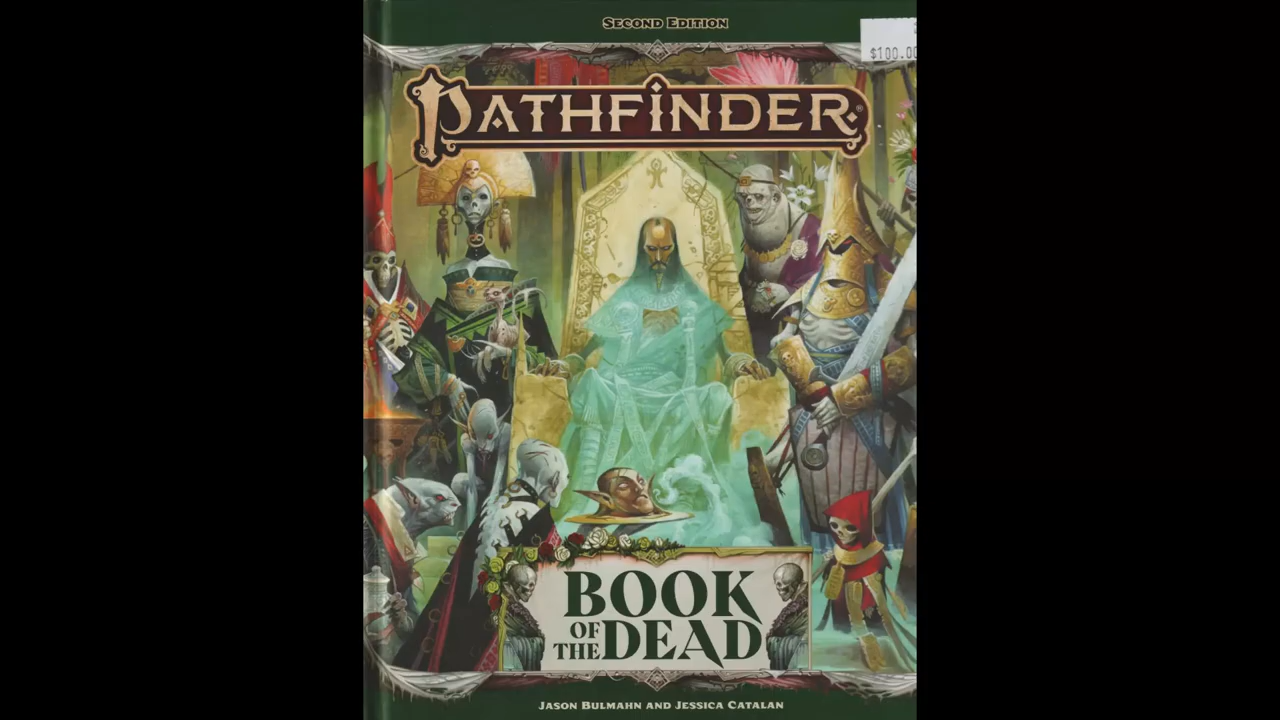 SECOND EDITION
$100.00
PATHFINDER®
BOOK
OF THE DEAD
JASON BULMAHN AND JESSICA CATALAN